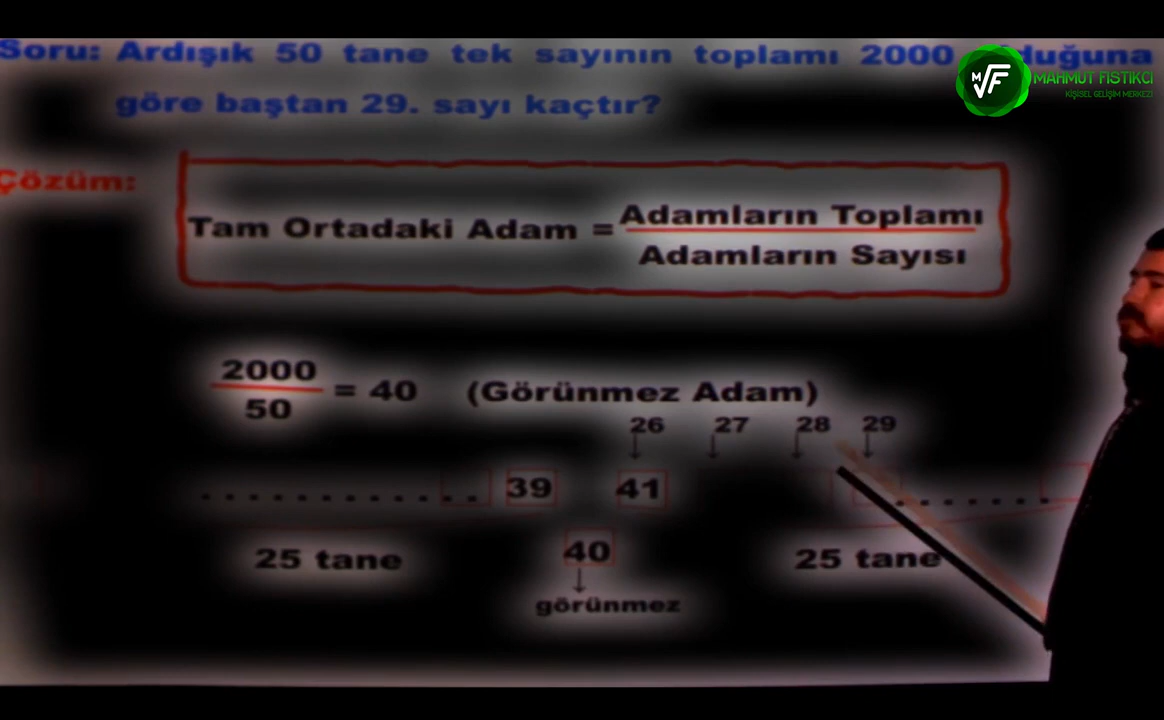 Soru: Ardışık 50 tane tek sayının toplamı 2000 duğuna
göre baştan 29. sayı kaçtır?
MAHMUT FISTIKCI
KİŞİSEL GELİŞİM MERKEZİ
Çözüm:
Tam Ortadaki Adam = Adamların Toplamı
Adamların Sayısı
2000
50
= 40 (Görünmez Adam)
26 27 28 29
39 41
25 tane 40 25 tane
görünmez